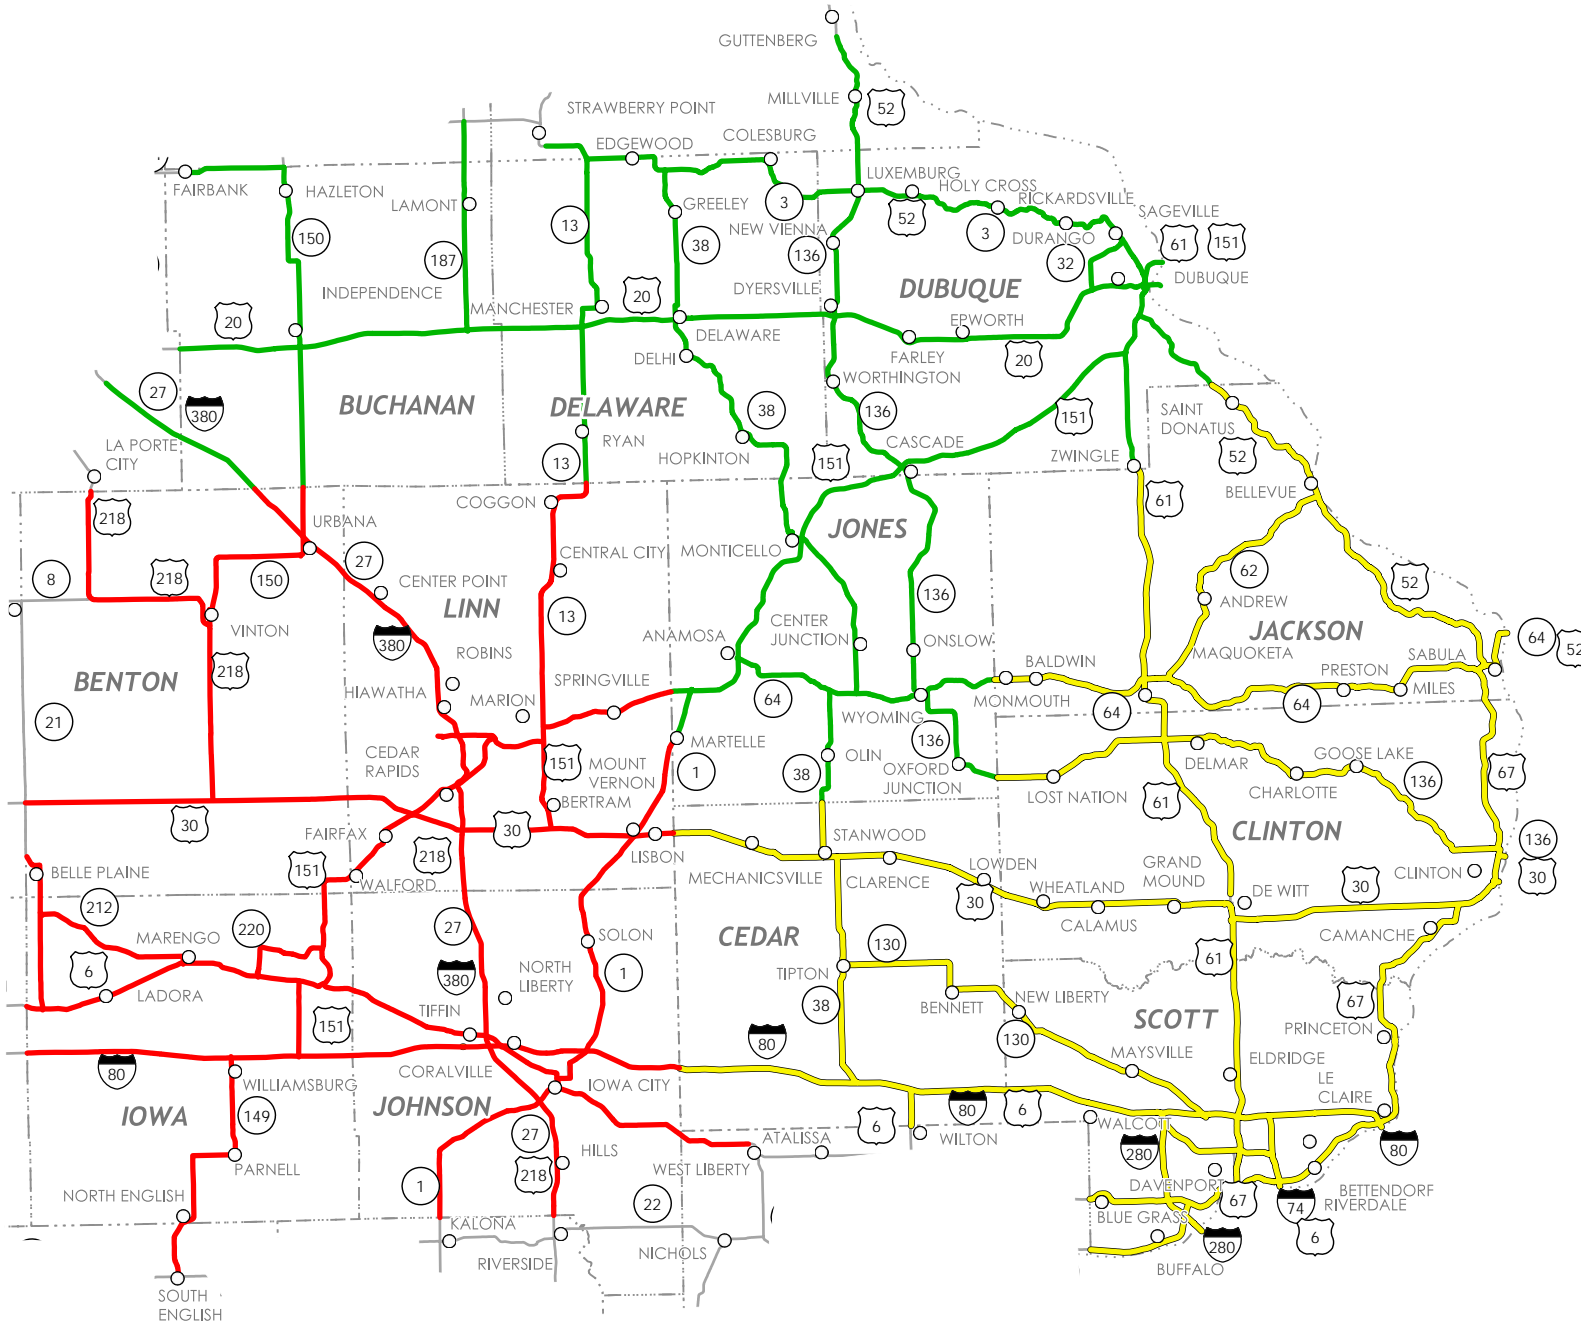 GUTTENBERG
MILLVILLE
52
STRAWBERRY POINT
EDGEWOOD
COLESBURG
FAIRBANK
HAZLETON
LAMONT
LUXEMBURG
HOLY CROSS
RICKARDSVILLE
SAGEVILLE
GREELEY
3
52
3
DURANGO
61
151
150
13
38
NEW VIENNA
136
32
DUBUQUE
187
INDEPENDENCE
MANCHESTER
20
DYERSVILLE
DUBUQUE
20
DELAWARE
EPWORTH
FARLEY
20
DELHI
WORTHINGTON
27
380
BUCHANAN
DELAWARE
38
136
151
SAINT
DONATUS
LA PORTE
CITY
RYAN
HOPKINTON
13
151
CASCADE
ZWINGLE
52
BELLEVUE
218
COGGON
61
URBANA
JONES
MONTICELLO
CENTRAL CITY
8
218
150
27
CENTER POINT
LINN
13
136
62
52
ANDREW
VINTON
380
ANAMOSA
CENTER
JUNCTION
ONSLOW
JACKSON
64
52
BENTON
218
ROBINS
SPRINGVILLE
BALDWIN
MAQUOKETA
PRESTON
SABULA
HIAWATHA
MARION
64
WYOMING
MONMOUTH
64
64
MILES
21
CEDAR
RAPIDS
151
MOUNT
VERNON
MARTELLE
1
38
OLIN
136
OXFORD
JUNCTION
DELMAR
GOOSE LAKE
67
LOST NATION
61
CHARLOTTE
136
30
FAIRFAX
218
30
BERTRAM
LISBON
STANWOOD
CLINTON
136
BELLE PLAINE
151
WALFORD
MECHANICSVILLE
CLARENCE
LOWDEN
30
WHEATLAND
GRAND
MOUND
CALAMUS
DE WITT
30
CLINTON
30
212
MARENGO
220
27
SOLON
CEDAR
130
CAMANCHE
6
LADORA
380
NORTH
LIBERTY
1
TIPTON
61
151
TIFFIN
38
BENNETT
NEW LIBERTY
130
SCOTT
67
PRINCETON
80
WILLIAMSBURG
CORALVILLE
IOWA CITY
80
MAYSVILLE
ELDRIDGE
LE
CLAIRE
IOWA
149
JOHNSON
27
218
HILLS
6
WILTON
80
6
WALCOTT
280
80
PARNELL
1
WEST LIBERTY
ATALISSA
DAVENPORT
67
74
BETTENDORF
RIVERDALE
NORTH ENGLISH
KALONA
22
BLUE GRASS
6
RIVERSIDE
NICHOLS
280
BUFFALO
SOUTH
ENGLISH